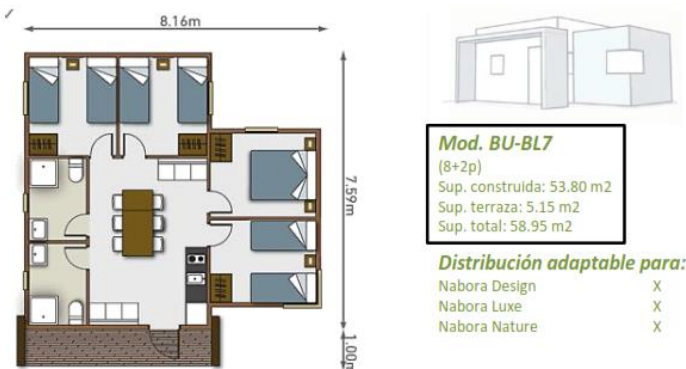 8.16m
7.59m
1.00m
Mod. BU-BL7
(8+2p)
Sup. construida: 53.80 m2
Sup. terraza: 5.15 m2
Sup. total: 58.95 m2
Distribución adaptable para:
Nabora Design X
Nabora Luxe X
Nabora Nature X